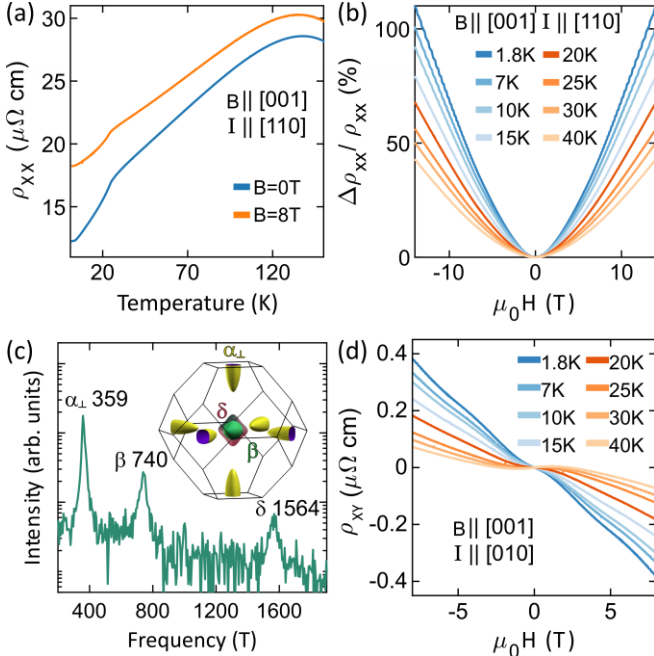 (a)
30
25
20
15
ρXX (μΩ cm)
B|| [001]
I || [110]
B=0T
B=8T
20
70
120
Temperature (K)
(b)
100
50
0
Δρxx/ ρxx (%)
B|| [001] I || [110]
1.8K
7K
10K
15K
20K
25K
30K
40K
-10
0
10
μ0H (T)
(c)
Intensity (arb. units)
α⊥ 359
β 740
δ 1564
α⊥
δ
β
400
800
1200
1600
Frequency (T)
(d)
0.4
0.2
0
-0.2
-0.4
ρXY (μΩ cm)
1.8K
7K
10K
15K
20K
25K
30K
40K
B|| [001]
I || [010]
-5
0
5
μ0H (T)